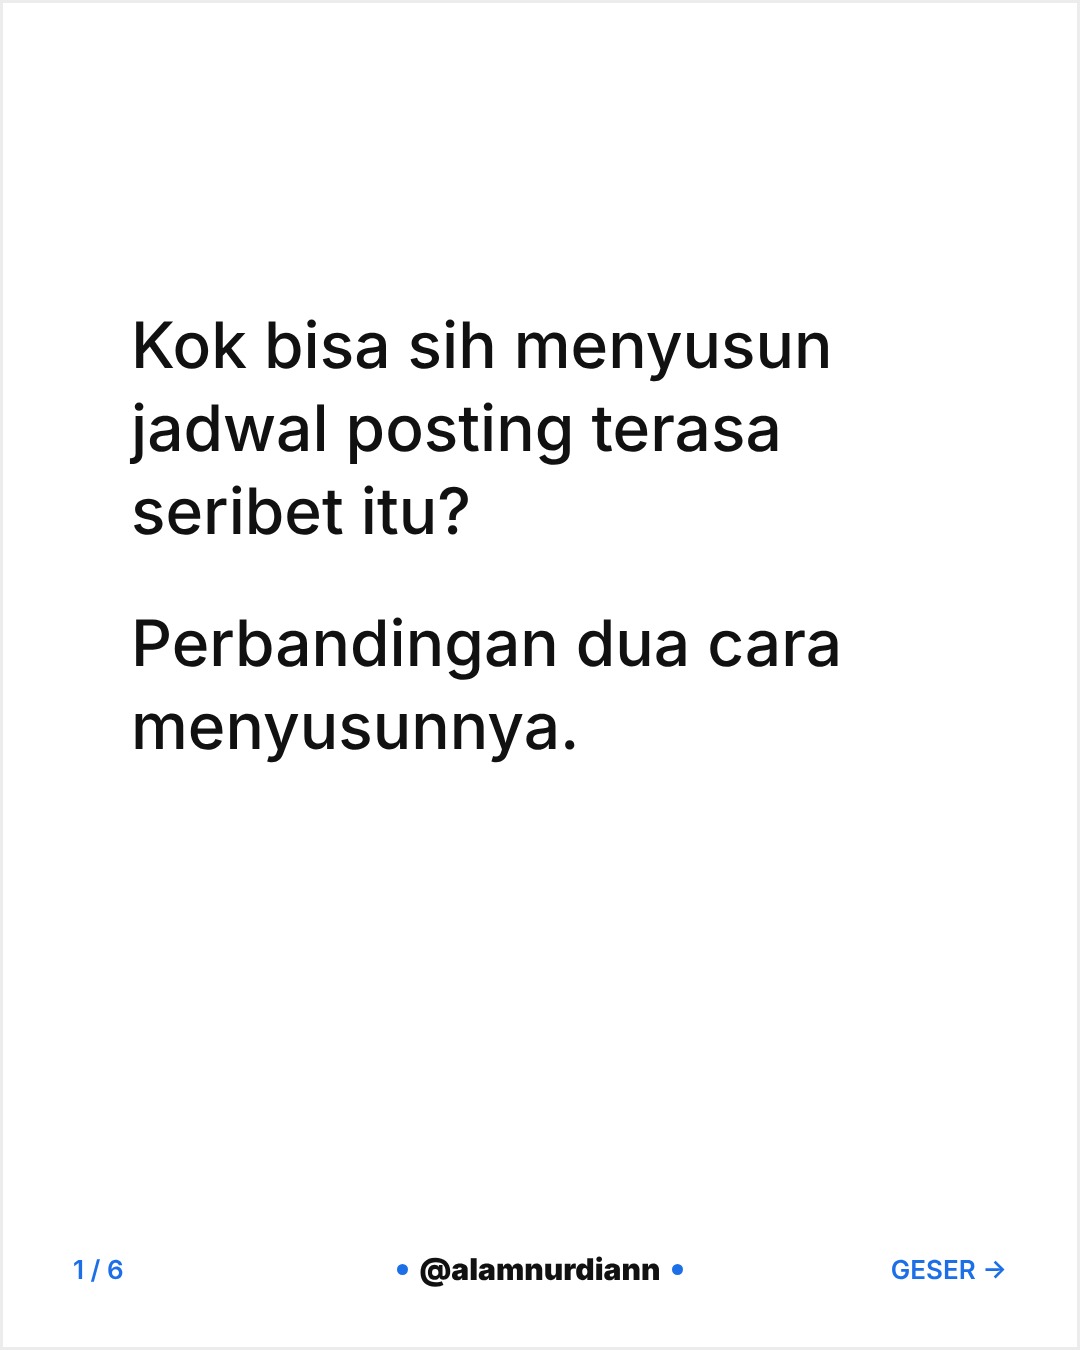 Kok bisa sih menyusun
jadwal posting terasa
seribet itu?
Perbandingan dua cara
menyusunnya.
1 / 6
• @alamnurdiann •
GESER →